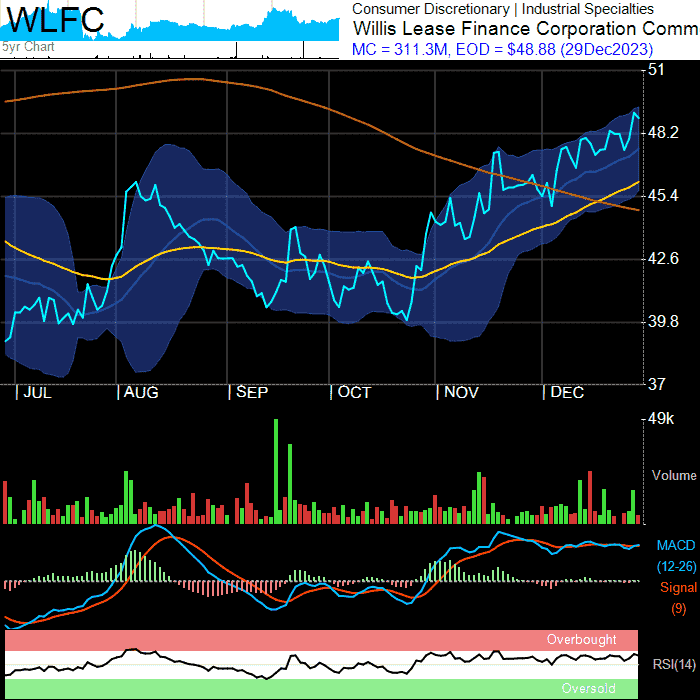 WLFC
5yr Chart
Consumer Discretionary | Industrial Specialties
Willis Lease Finance Corporation Comm
MC = 311.3M, EOD = $48.88 (29Dec2023)
51
48.2
45.4
42.6
39.8
37
| JUL | AUG | SEP | OCT | NOV | DEC
49k
Volume
MACD
(12-26)
Signal
(9)
Overbought
RSI(14)
Oversold